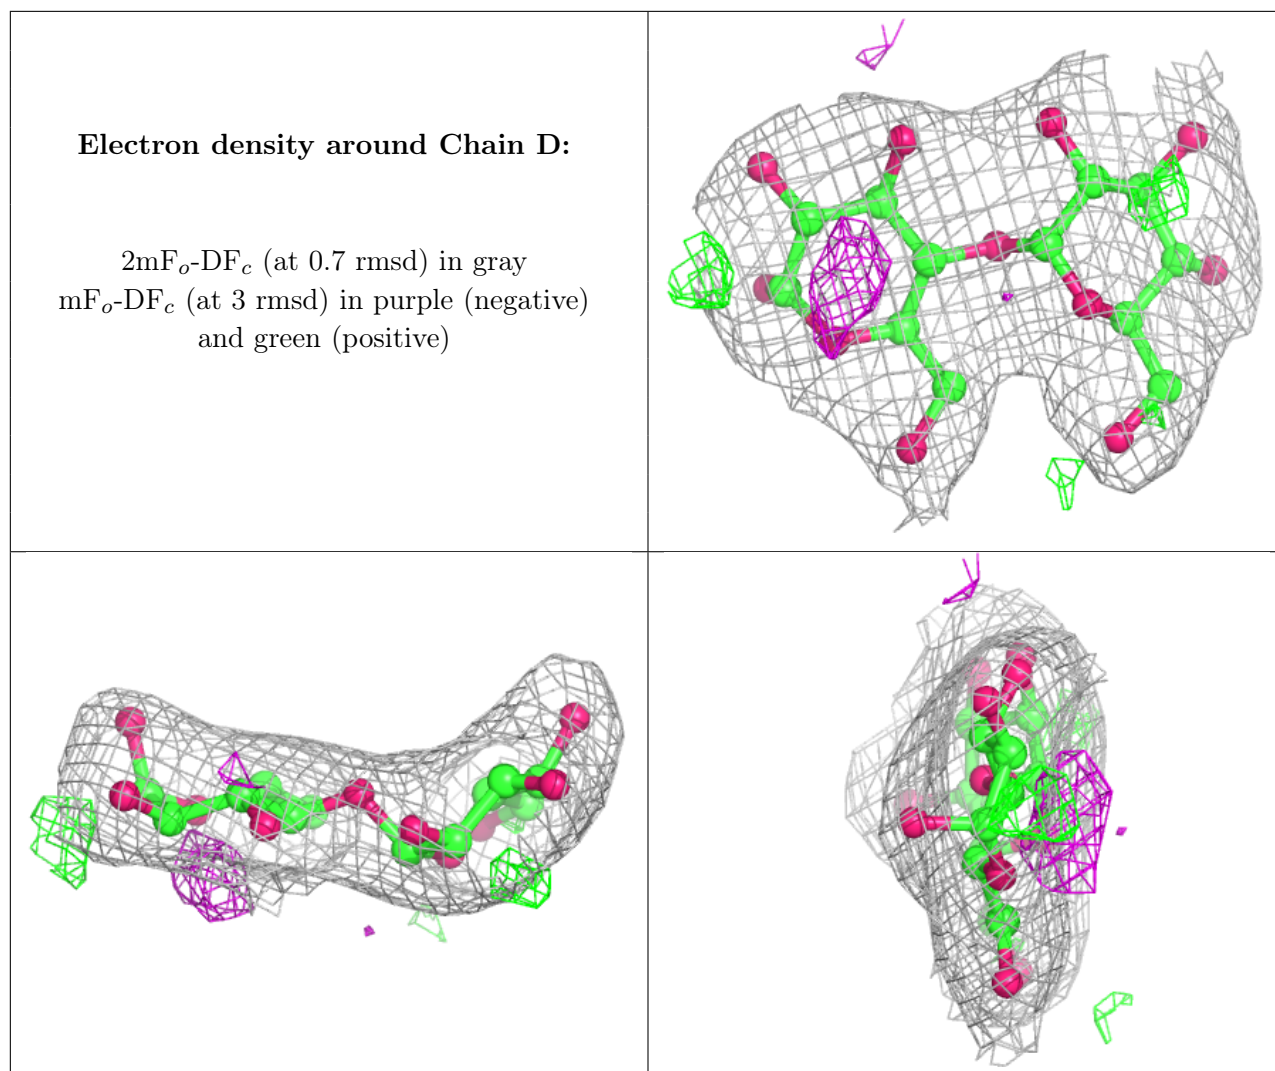 Electron density around Chain D:
2mFₒ-DF𝒸 (at 0.7 rmsd) in gray
mFₒ-DF𝒸 (at 3 rmsd) in purple (negative)
and green (positive)